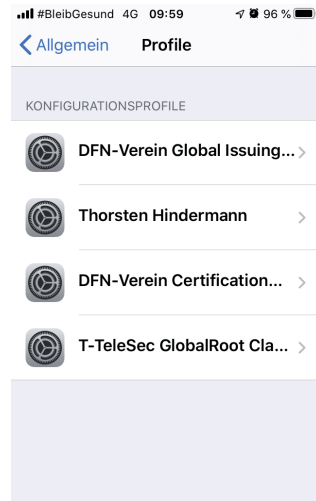 #BleibGesund 4G 09:59 96 %
Allgemein Profile
KONFIGURATIONSPROFILE
DFN-Verein Global Issuing...
Thorsten Hindermann
DFN-Verein Certification...
T-TeleSec GlobalRoot Cla...